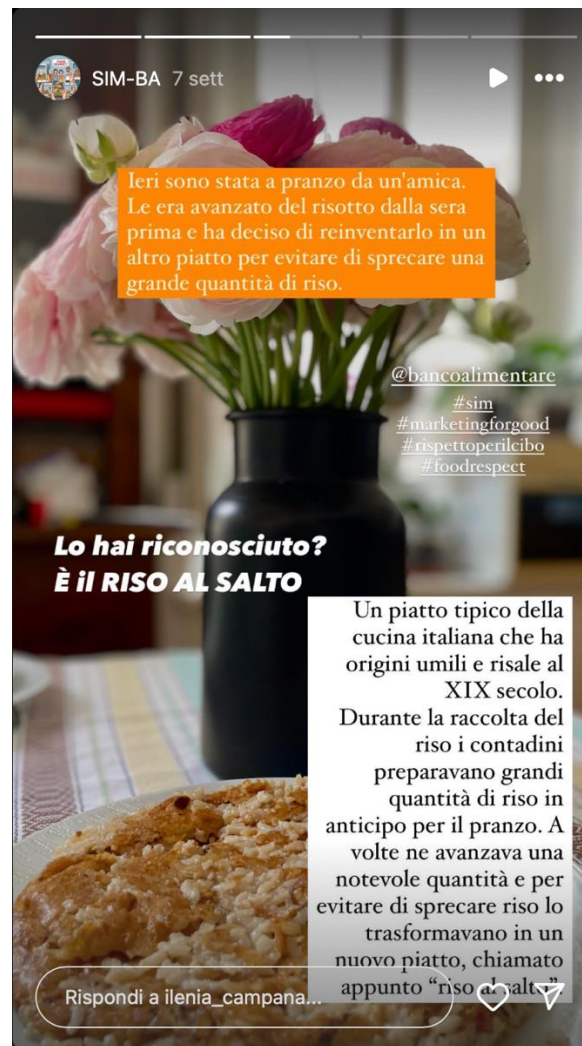 SIM-BA 7 sett
Ieri sono stata a pranzo da un'amica.
Le era avanzato del risotto dalla sera
prima e ha deciso di reinventarlo in un
altro piatto per evitare di sprecare una
grande quantità di riso.
@bancoalimentare
#sim
#marketingforgood
#rispettoperilcibo
#foodrespect
Lo hai riconosciuto?
È il RISO AL SALTO
Un piatto tipico della
cucina italiana che ha
origini umili e risale al
XIX secolo.
Durante la raccolta del
riso i contadini
preparavano grandi
quantità di riso in
anticipo per il pranzo. A
volte ne avanzava una
notevole quantità e per
evitare di sprecare riso lo
trasformavano in un
nuovo piatto, chiamato
appunto “riso al salto”.
Rispondi a ilenia_campana...